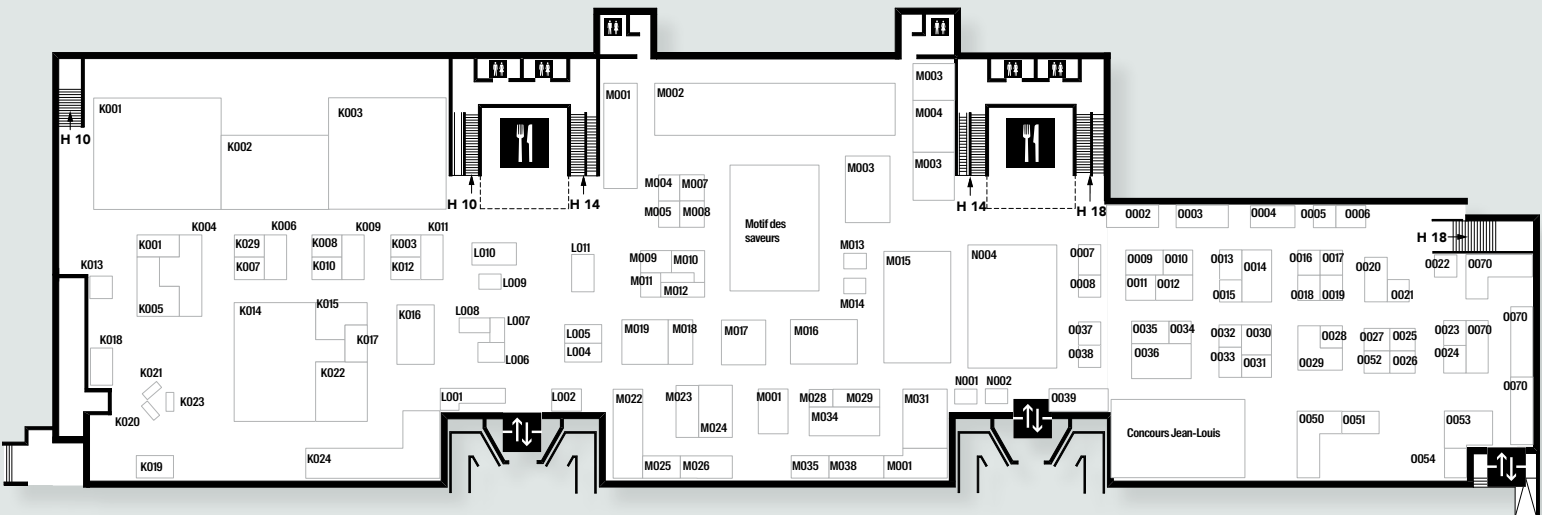 K001
K003
K002
H 10
H 10
H 14
M001
M002
M003
M004
M003
M003
H 14
H 18
M004 M007
M005 M008
Motif des
saveurs
0002
0003
0004
0005
0006
H 18
K004
K001
K005
K006
K029
K007
K009
K008
K010
K011
K003
K012
K013
L010
L009
L011
M009
M010
M011
M012
M013
M014
M015
N004
0007
0008
0009
0010
0011
0012
0013
0014
0015
0016
0017
0018
0019
0020
0021
0022
0070
K014
K015
K017
K022
K016
L008
L007
L006
L005
L004
M019
M018
M017
M016
0037
0038
0035
0034
0036
0032
0030
0033
0031
0028
0029
0027
0025
0052
0026
0023
0070
0024
0070
0070
K018
K021
K020
K023
K019
K024
L001
L002
M022
M023
M024
M025
M026
M001
M028
M029
M034
M031
M035
M038
M001
N001
N002
0039
Concours Jean-Louis
0050
0051
0053
0054